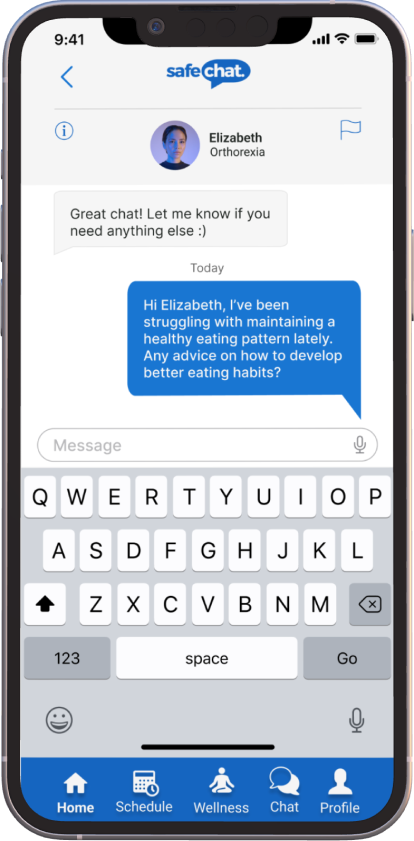 9:41
safe chat.
Elizabeth
Orthorexia
Great chat! Let me know if you
need anything else :)
Today
Hi Elizabeth, I've been
struggling with maintaining a
healthy eating pattern lately.
Any advice on how to develop
better eating habits?
Message
Q W E R T Y U I O P
A S D F G H J K L
Z X C V B N M
123 space Go
Home Schedule Wellness Chat Profile